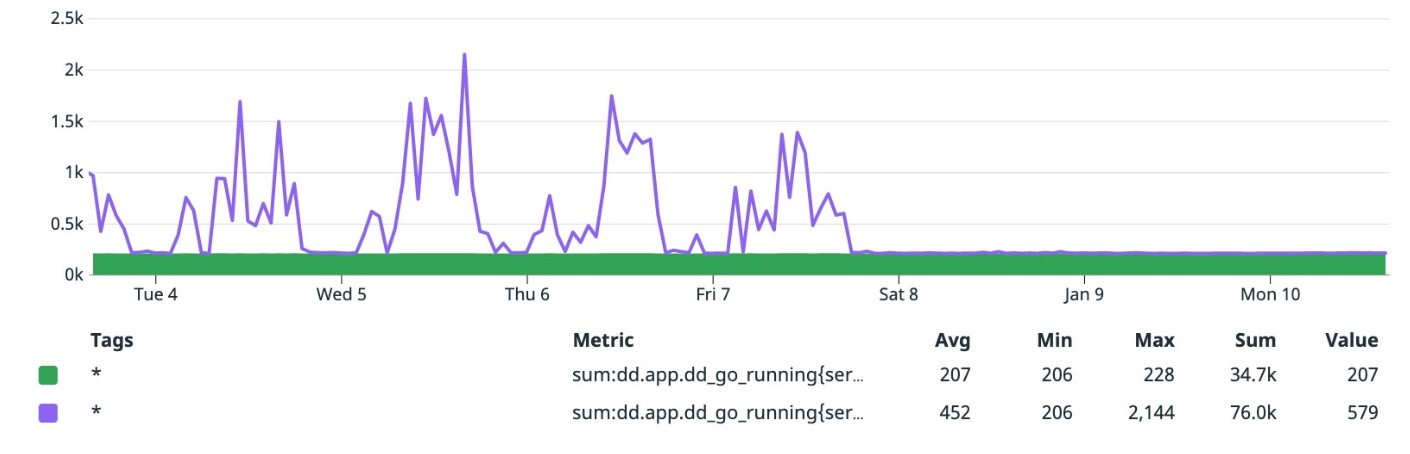 2.5k
2k
1.5k
1k
0.5k
0k
Tue 4 Wed 5 Thu 6 Fri 7 Sat 8 Jan 9 Mon 10
Tags Metric Avg Min Max Sum Value
* sum:dd.app.dd_go_running{ser... 207 206 228 34.7k 207
* sum:dd.app.dd_go_running{ser... 452 206 2,144 76.0k 579